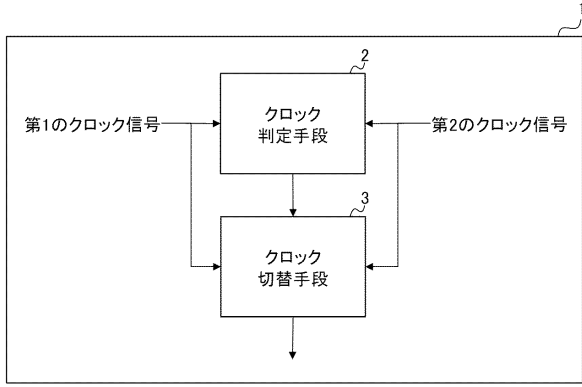 1
2
クロック
判定手段
第1のクロック信号
第2のクロック信号
3
クロック
切替手段